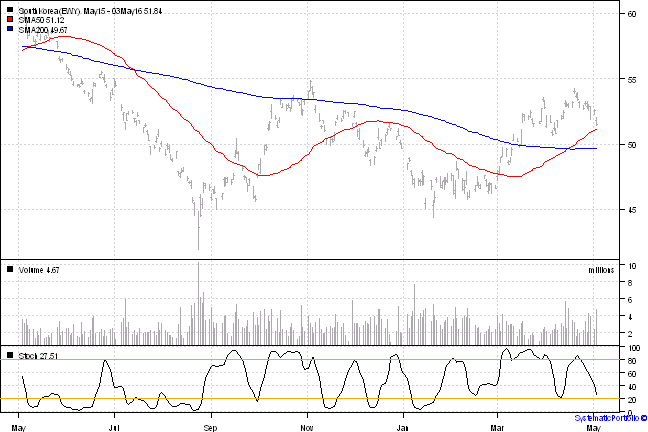 South Korea (EWY), May15 - 03May16 51.84
SMA50 51.12
SMA200 49.67
60
55
50
45
Volume 4.67
millions
10
8
6
4
2
Stoch 27.51
100
80
60
40
20
0
May Jul Sep Nov Jan Mar May
SystematicPortfolio ©